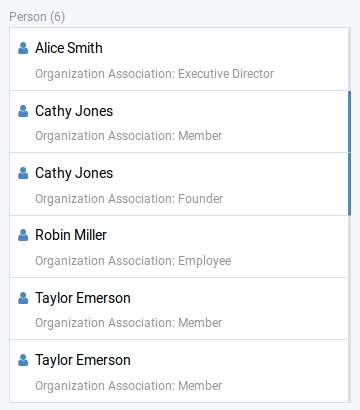 Person (6)
Alice Smith
Organization Association: Executive Director
Cathy Jones
Organization Association: Member
Cathy Jones
Organization Association: Founder
Robin Miller
Organization Association: Employee
Taylor Emerson
Organization Association: Member
Taylor Emerson
Organization Association: Member